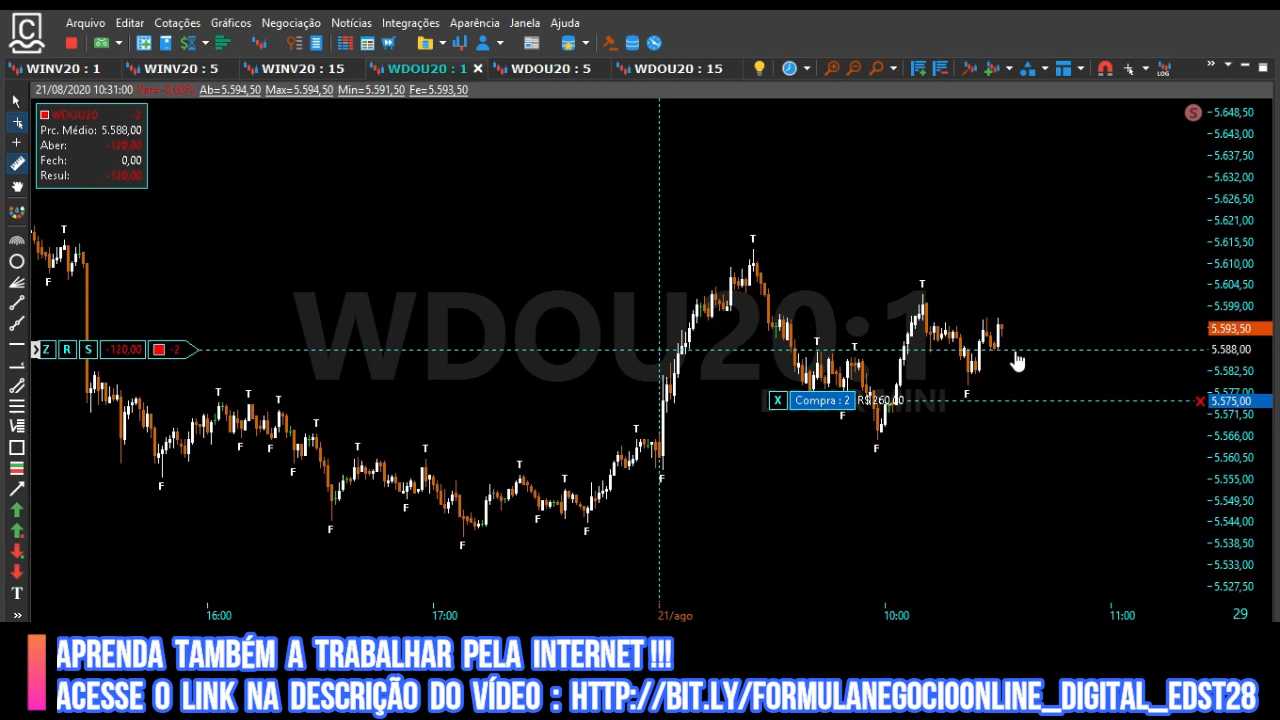 Arquivo Editar Cotações Gráficos Negociação Notícias Integrações Aparência Janela Ajuda
WINV20 : 1 WINV20 : 5 WINV20 : 15 WDOU20 : 1 WDOU20 : 5 WDOU20 : 15
LOG
21/08/2020 10:31:00 Var=-0,02% Ab=5.594,50 Max=5.594,50 Min=5.591,50 Fe=5.593,50
WDOU20 -2
Prc. Médio: 5.588,00
Aber: -120,00
Fech: 0,00
Resul: -120,00
S
5.648,50
5.643,00
5.637,50
5.632,00
5.626,50
5.621,00
5.615,50
5.610,00
5.604,50
5.599,00
5.593,50
5.588,00
5.582,50
5.577,00
5.575,00
5.571,50
5.566,00
5.560,50
5.555,00
5.549,50
5.544,00
5.538,50
5.533,00
5.527,50
WDOU20:1
Z R S -120,00 -2
X Compra : 2 R$ 260,00
T T T T T T T T T T T T T T
F F F F F F F F F F F F F F F
16:00 17:00 21/ago 10:00 11:00 29
APRENDA TAMBÉM A TRABALHAR PELA INTERNET !!!
ACESSE O LINK NA DESCRIÇÃO DO VÍDEO : HTTP://BIT.LY/FORMULANEGOCIOONLINE_DIGITAL_EDST28